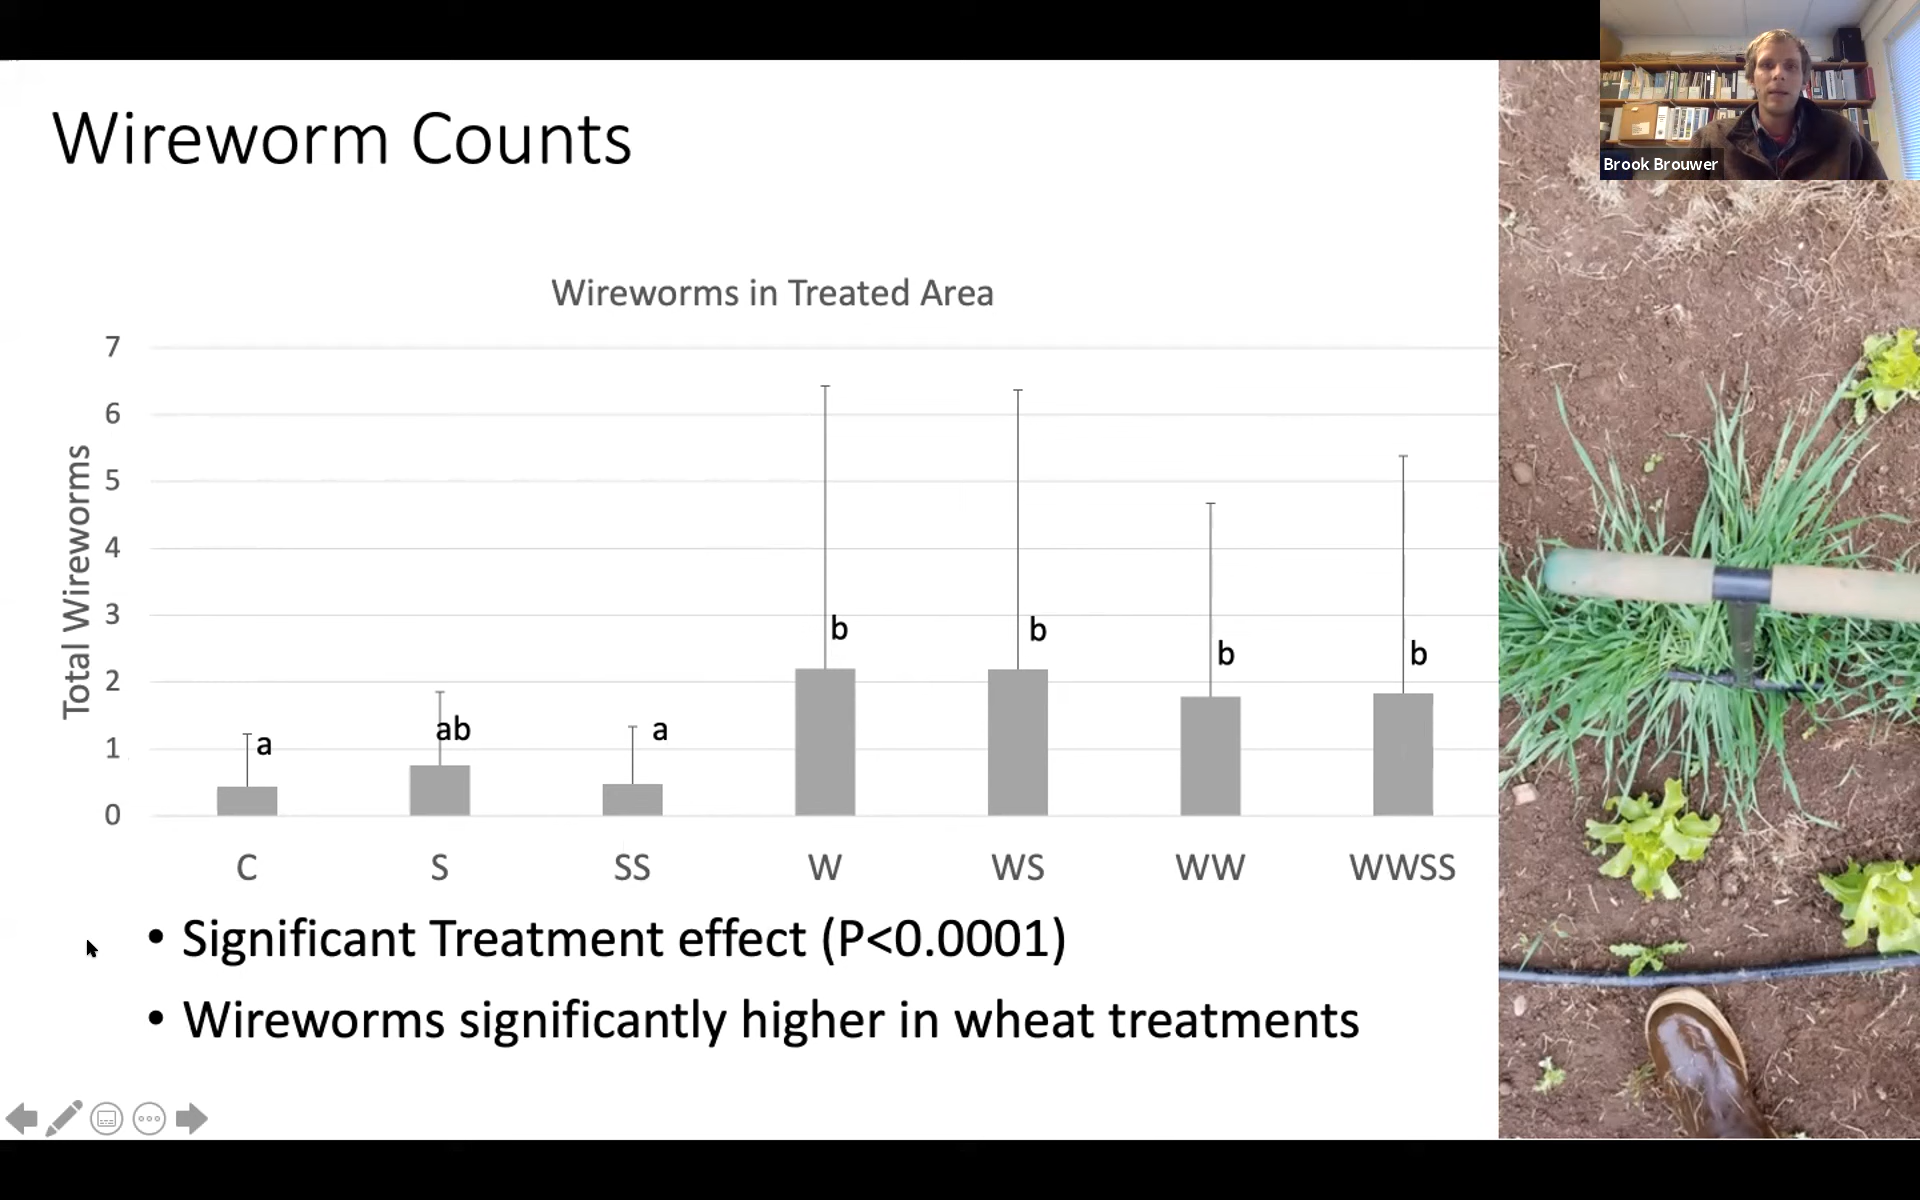 Wireworm Counts
Brook Brouwer
Wireworms in Treated Area
Total Wireworms
7
6
5
4
3
2
1
0
a
ab
a
b
b
b
b
C
S
SS
W
WS
WW
WWSS
• Significant Treatment effect (P<0.0001)
• Wireworms significantly higher in wheat treatments